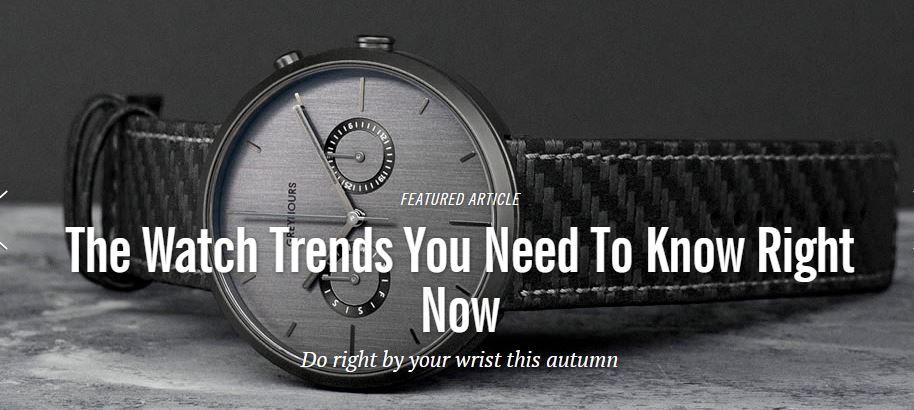 GREYHOURS
FEATURED ARTICLE
The Watch Trends You Need To Know Right
Now
Do right by your wrist this autumn